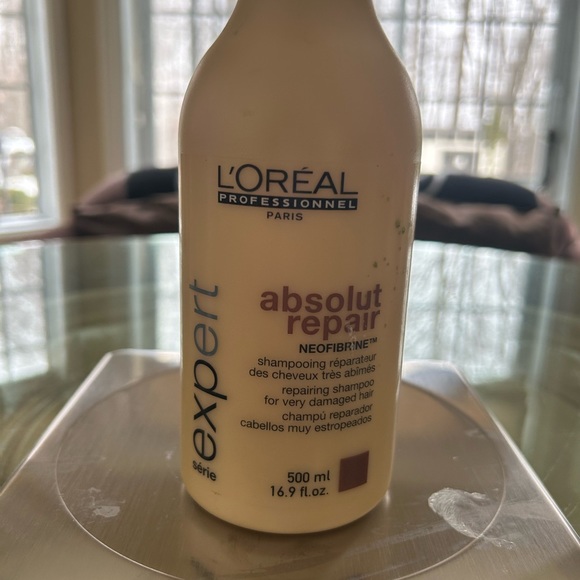 L'ORÉAL
PROFESSIONNEL
PARIS
expert
série
absolut
repair
NEOFIBRINE™
shampooing réparateur
des cheveux très abîmés
repairing shampoo
for very damaged hair
champú reparador
cabellos muy estropeados
500 ml
16.9 fl.oz.